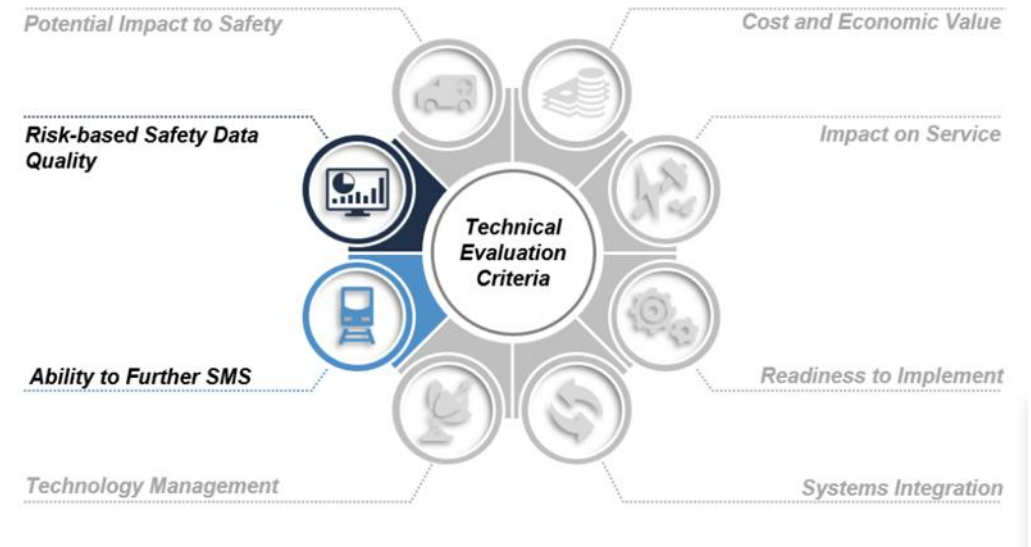 Potential Impact to Safety
Cost and Economic Value
Risk-based Safety Data
Quality
Impact on Service
Technical
Evaluation
Criteria
Ability to Further SMS
Readiness to Implement
Technology Management
Systems Integration